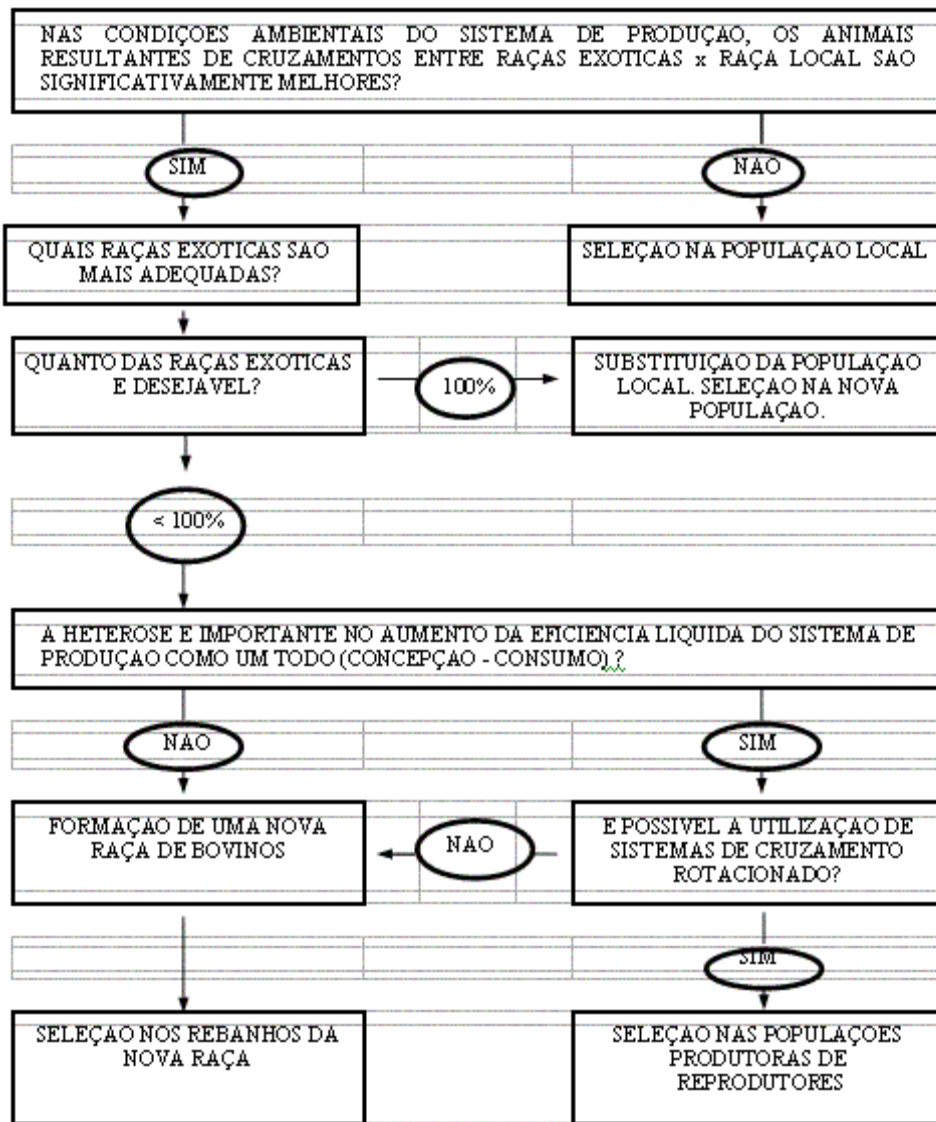 NAS CONDIÇOES AMBIENTAIS DO SISTEMA DE PRODUÇAO, OS ANIMAIS
RESULTANTES DE CRUZAMENTOS ENTRE RAÇAS EXOTICAS x RAÇA LOCAL SAO
SIGNIFICATIVAMENTE MELHORES?
SIM
NAO
QUAIS RAÇAS EXOTICAS SAO
MAIS ADEQUADAS?
SELEÇAO NA POPULAÇAO LOCAL
QUANTO DAS RAÇAS EXOTICAS
E DESEJAVEL?
100%
SUBSTITUIÇAO DA POPULAÇAO
LOCAL. SELEÇAO NA NOVA
POPULAÇAO.
< 100%
A HETEROSE E IMPORTANTE NO AUMENTO DA EFICIENCIA LIQUIDA DO SISTEMA DE
PRODUÇAO COMO UM TODO (CONCEPÇAO - CONSUMO) ?
NAO
SIM
FORMAÇAO DE UMA NOVA
RAÇA DE BOVINOS
NAO
E POSSIVEL A UTILIZAÇAO DE
SISTEMAS DE CRUZAMENTO
ROTACIONADO?
SIM
SELEÇAO NOS REBANHOS DA
NOVA RAÇA
SELEÇAO NAS POPULAÇOES
PRODUTORAS DE
REPRODUTORES